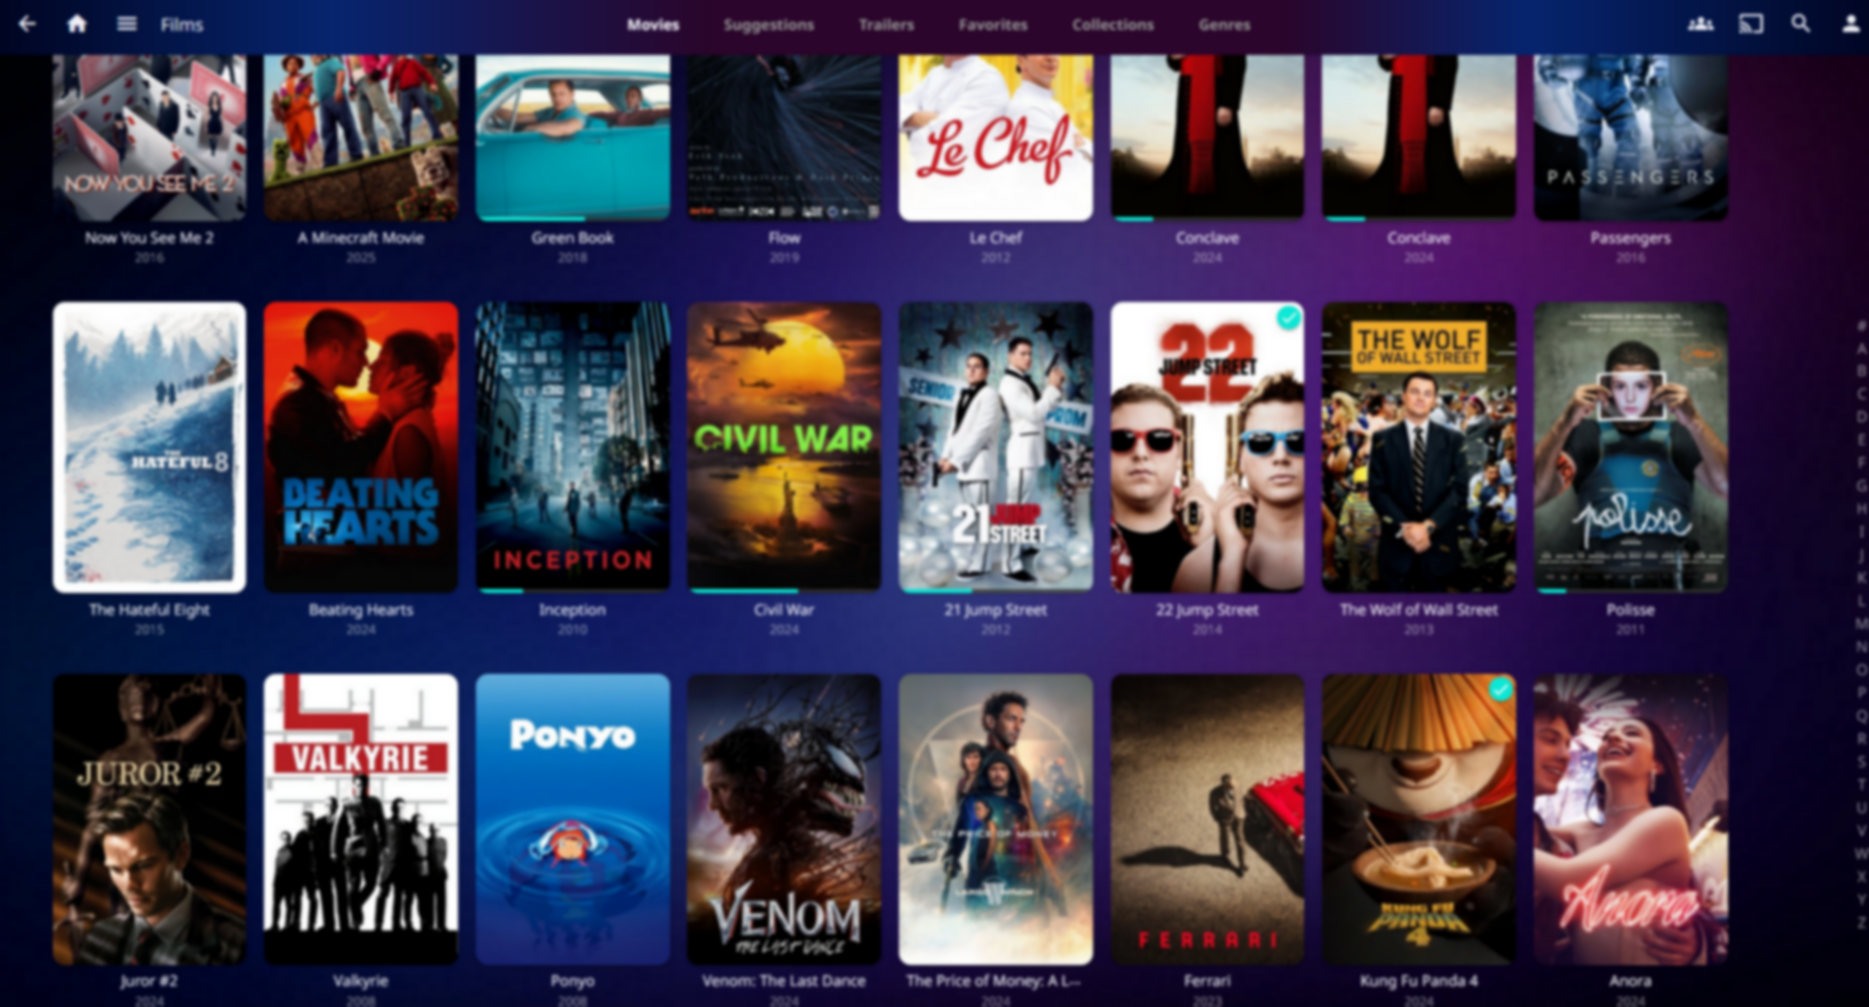 Films
Movies Suggestions Trailers Favorites Collections Genres
NOW YOU SEE ME 2
Le Chef
PASSENGERS
Now You See Me 2
A Minecraft Movie
Green Book
Flow
Le Chef
Conclave
Conclave
Passengers
2016
2025
2018
2019
2012
2024
2024
2016
THE HATEFUL 8
BEATING HEARTS
INCEPTION
CIVIL WAR
SENIOR PROM
21 JUMP STREET
22 JUMP STREET
THE WOLF
OF WALL STREET
polisse
The Hateful Eight
Beating Hearts
Inception
Civil War
21 Jump Street
22 Jump Street
The Wolf of Wall Street
Polisse
2015
2024
2010
2024
2012
2014
2013
2011
JUROR #2
VALKYRIE
PONYO
VENOM
THE LAST DANCE
THE PRICE OF MONEY
FERRARI
KUNG FU
PANDA
4
Anora
Juror #2
Valkyrie
Ponyo
Venom: The Last Dance
The Price of Money: A L...
Ferrari
Kung Fu Panda 4
Anora
2024
2008
2008
2024
2024
2023
2024
2024
#
A
B
C
D
E
F
G
H
I
J
K
L
M
N
O
P
Q
R
S
T
U
V
W
X
Y
Z